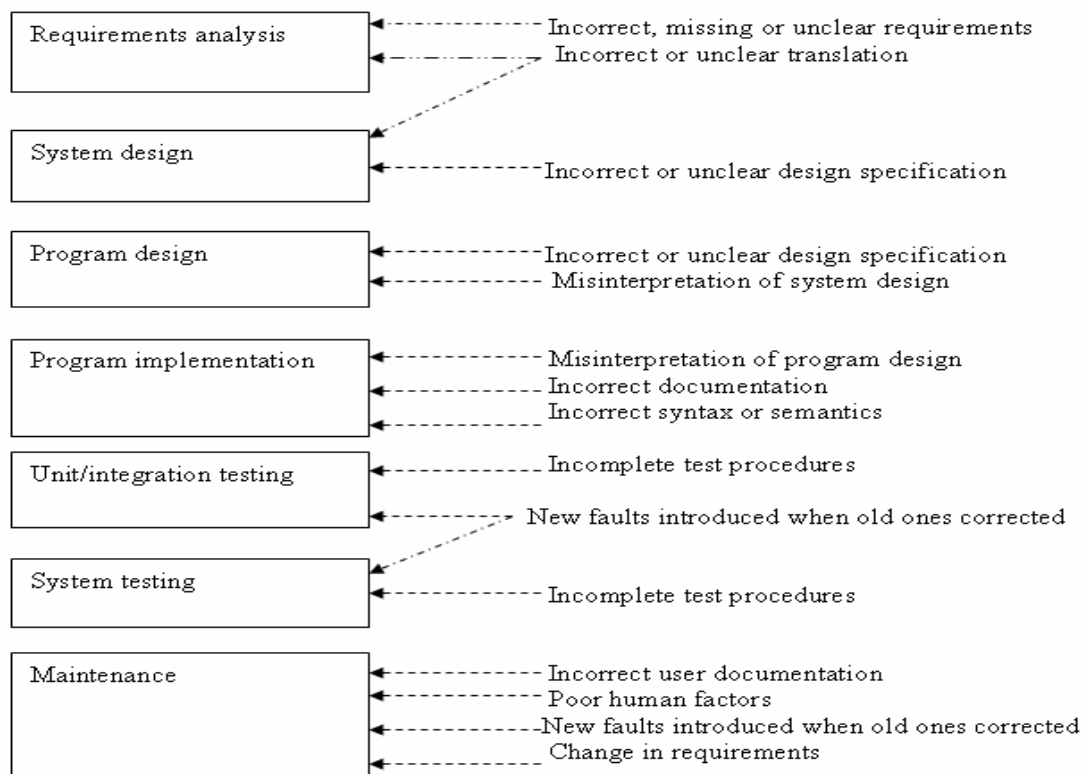 Requirements analysis
Incorrect, missing or unclear requirements
Incorrect or unclear translation
System design
Incorrect or unclear design specification
Program design
Incorrect or unclear design specification
Misinterpretation of system design
Program implementation
Misinterpretation of program design
Incorrect documentation
Incorrect syntax or semantics
Unit/integration testing
Incomplete test procedures
New faults introduced when old ones corrected
System testing
Incomplete test procedures
Maintenance
Incorrect user documentation
Poor human factors
New faults introduced when old ones corrected
Change in requirements